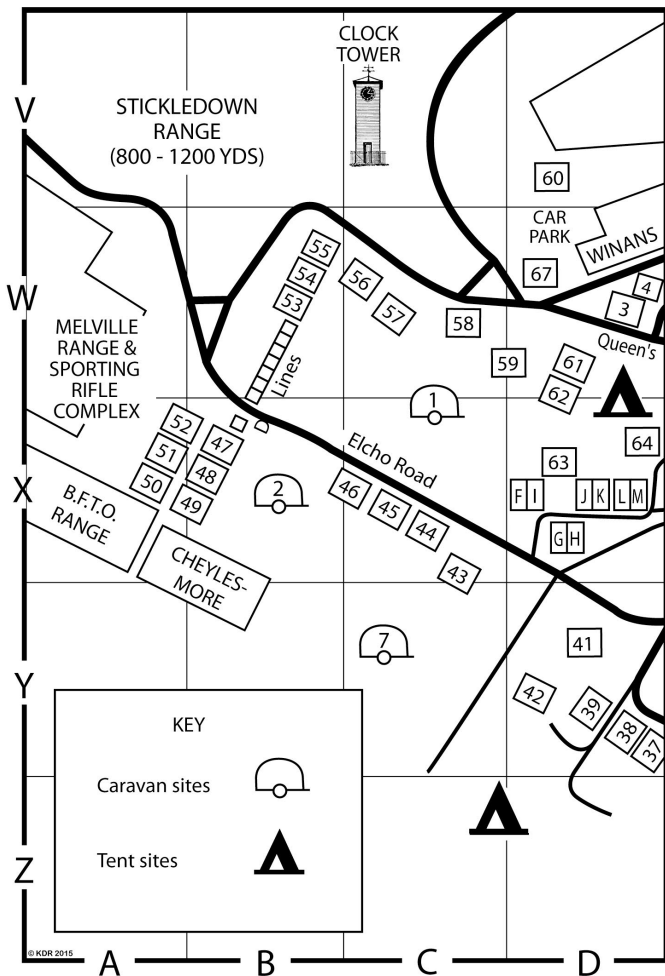 CLOCK
TOWER
V
STICKLEDOWN
RANGE
(800 - 1200 YDS)
60
CAR
PARK
WINANS
67
4
3
55
54
53
56
57
58
W
MELVILLE
RANGE &
SPORTING
RIFLE
COMPLEX
Queen's
59
61
62
Lines
D
1
52
51
50
47
48
49
Elcho Road
64
63
X
2
46
45
44
43
F I
J K
L M
G H
B.F.T.O.
RANGE
CHEYLES-
MORE
7
41
42
39
38
37
Y
KEY
Caravan sites
Tent sites
Z
© KDR 2015
A
B
C
D